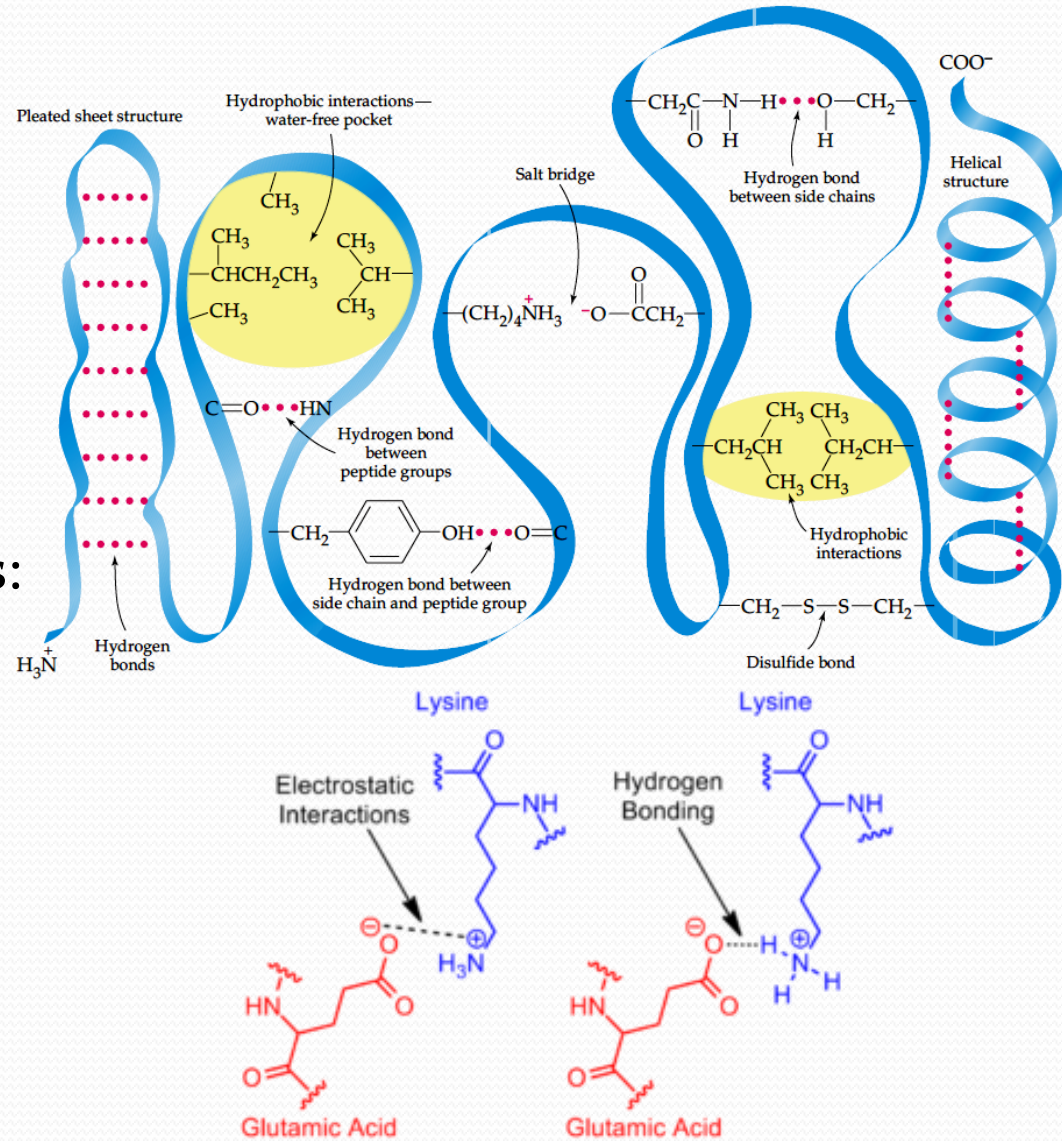 Pleated sheet structure
Hydrophobic interactions—
water-free pocket
CH3
CH3
CHCH2CH3
CH3
CH3
CH
CH3
C=O•••HN
Hydrogen bond
between
peptide groups
CH2
OH•••O=C
Hydrogen bond between
side chain and peptide group
s:
H3N+
Hydrogen
bonds
Salt bridge
(CH2)4NH3+
-O—CCH2
O
CH2C—N—H•••O—CH2
O H H
Hydrogen bond
between side chains
COO−
Helical
structure
CH3 CH3
CH2CH CH2CH
CH3 CH3
Hydrophobic
interactions
CH2—S—S—CH2
Disulfide bond
Lysine
O
Electrostatic
Interactions
NH
⊖
O
⊕
H3N
HN
O
O
Glutamic Acid
Lysine
O
Hydrogen
Bonding
NH
⊖
O
H ⊕
N
H
H
HN
O
O
Glutamic Acid